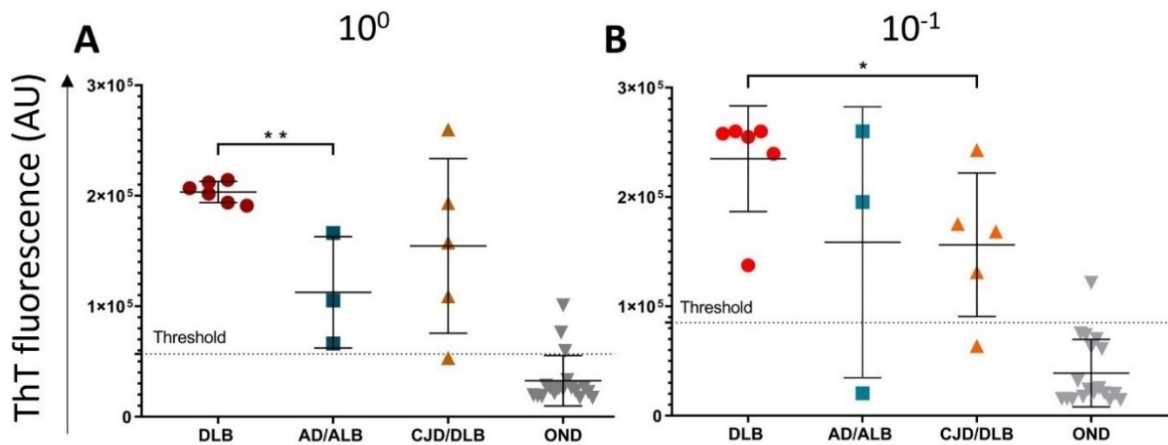 A 10⁰
ThT fluorescence (AU)
3×10⁵
2×10⁵
1×10⁵
0
* *
Threshold
DLB AD/ALB CJD/DLB OND
B 10⁻¹
3×10⁵
2×10⁵
1×10⁵
0
*
Threshold
DLB AD/ALB CJD/DLB OND